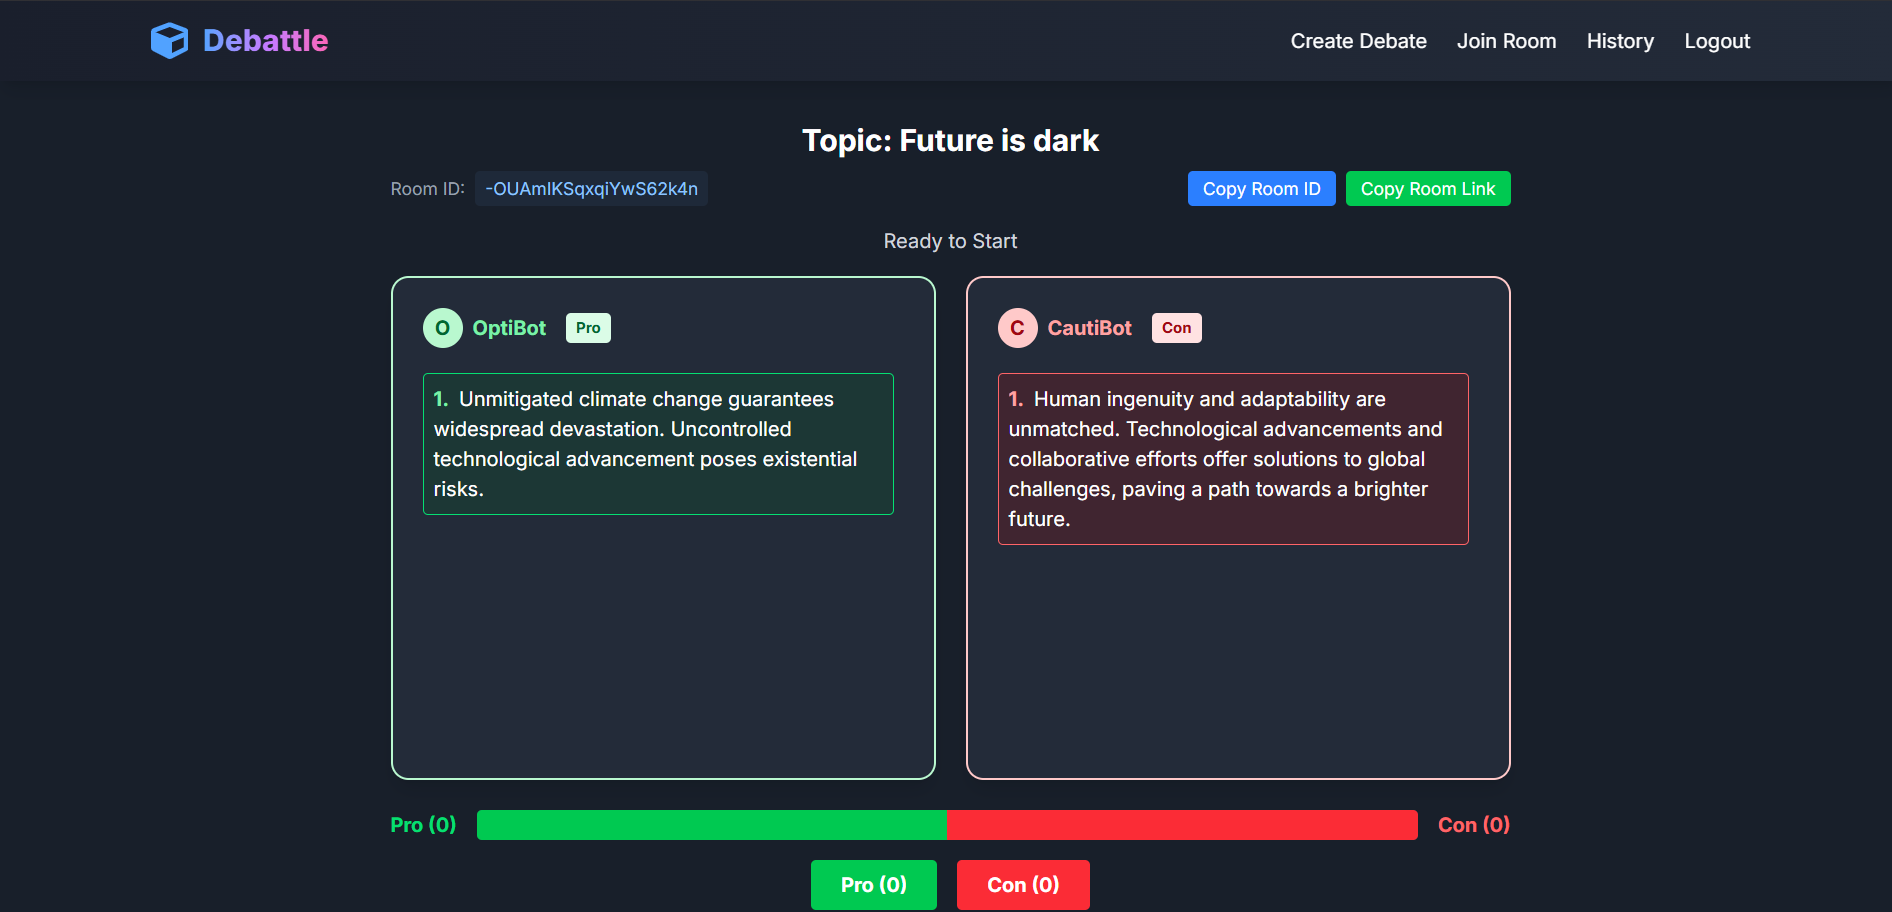 Debattle
Create Debate Join Room History Logout
Topic: Future is dark
Room ID: -OUAmIKSqxqiYwS62k4n Copy Room ID Copy Room Link
Ready to Start
O OptiBot Pro
1. Unmitigated climate change guarantees
widespread devastation. Uncontrolled
technological advancement poses existential
risks.
C CautiBot Con
1. Human ingenuity and adaptability are
unmatched. Technological advancements and
collaborative efforts offer solutions to global
challenges, paving a path towards a brighter
future.
Pro (0) Con (0)
Pro (0) Con (0)